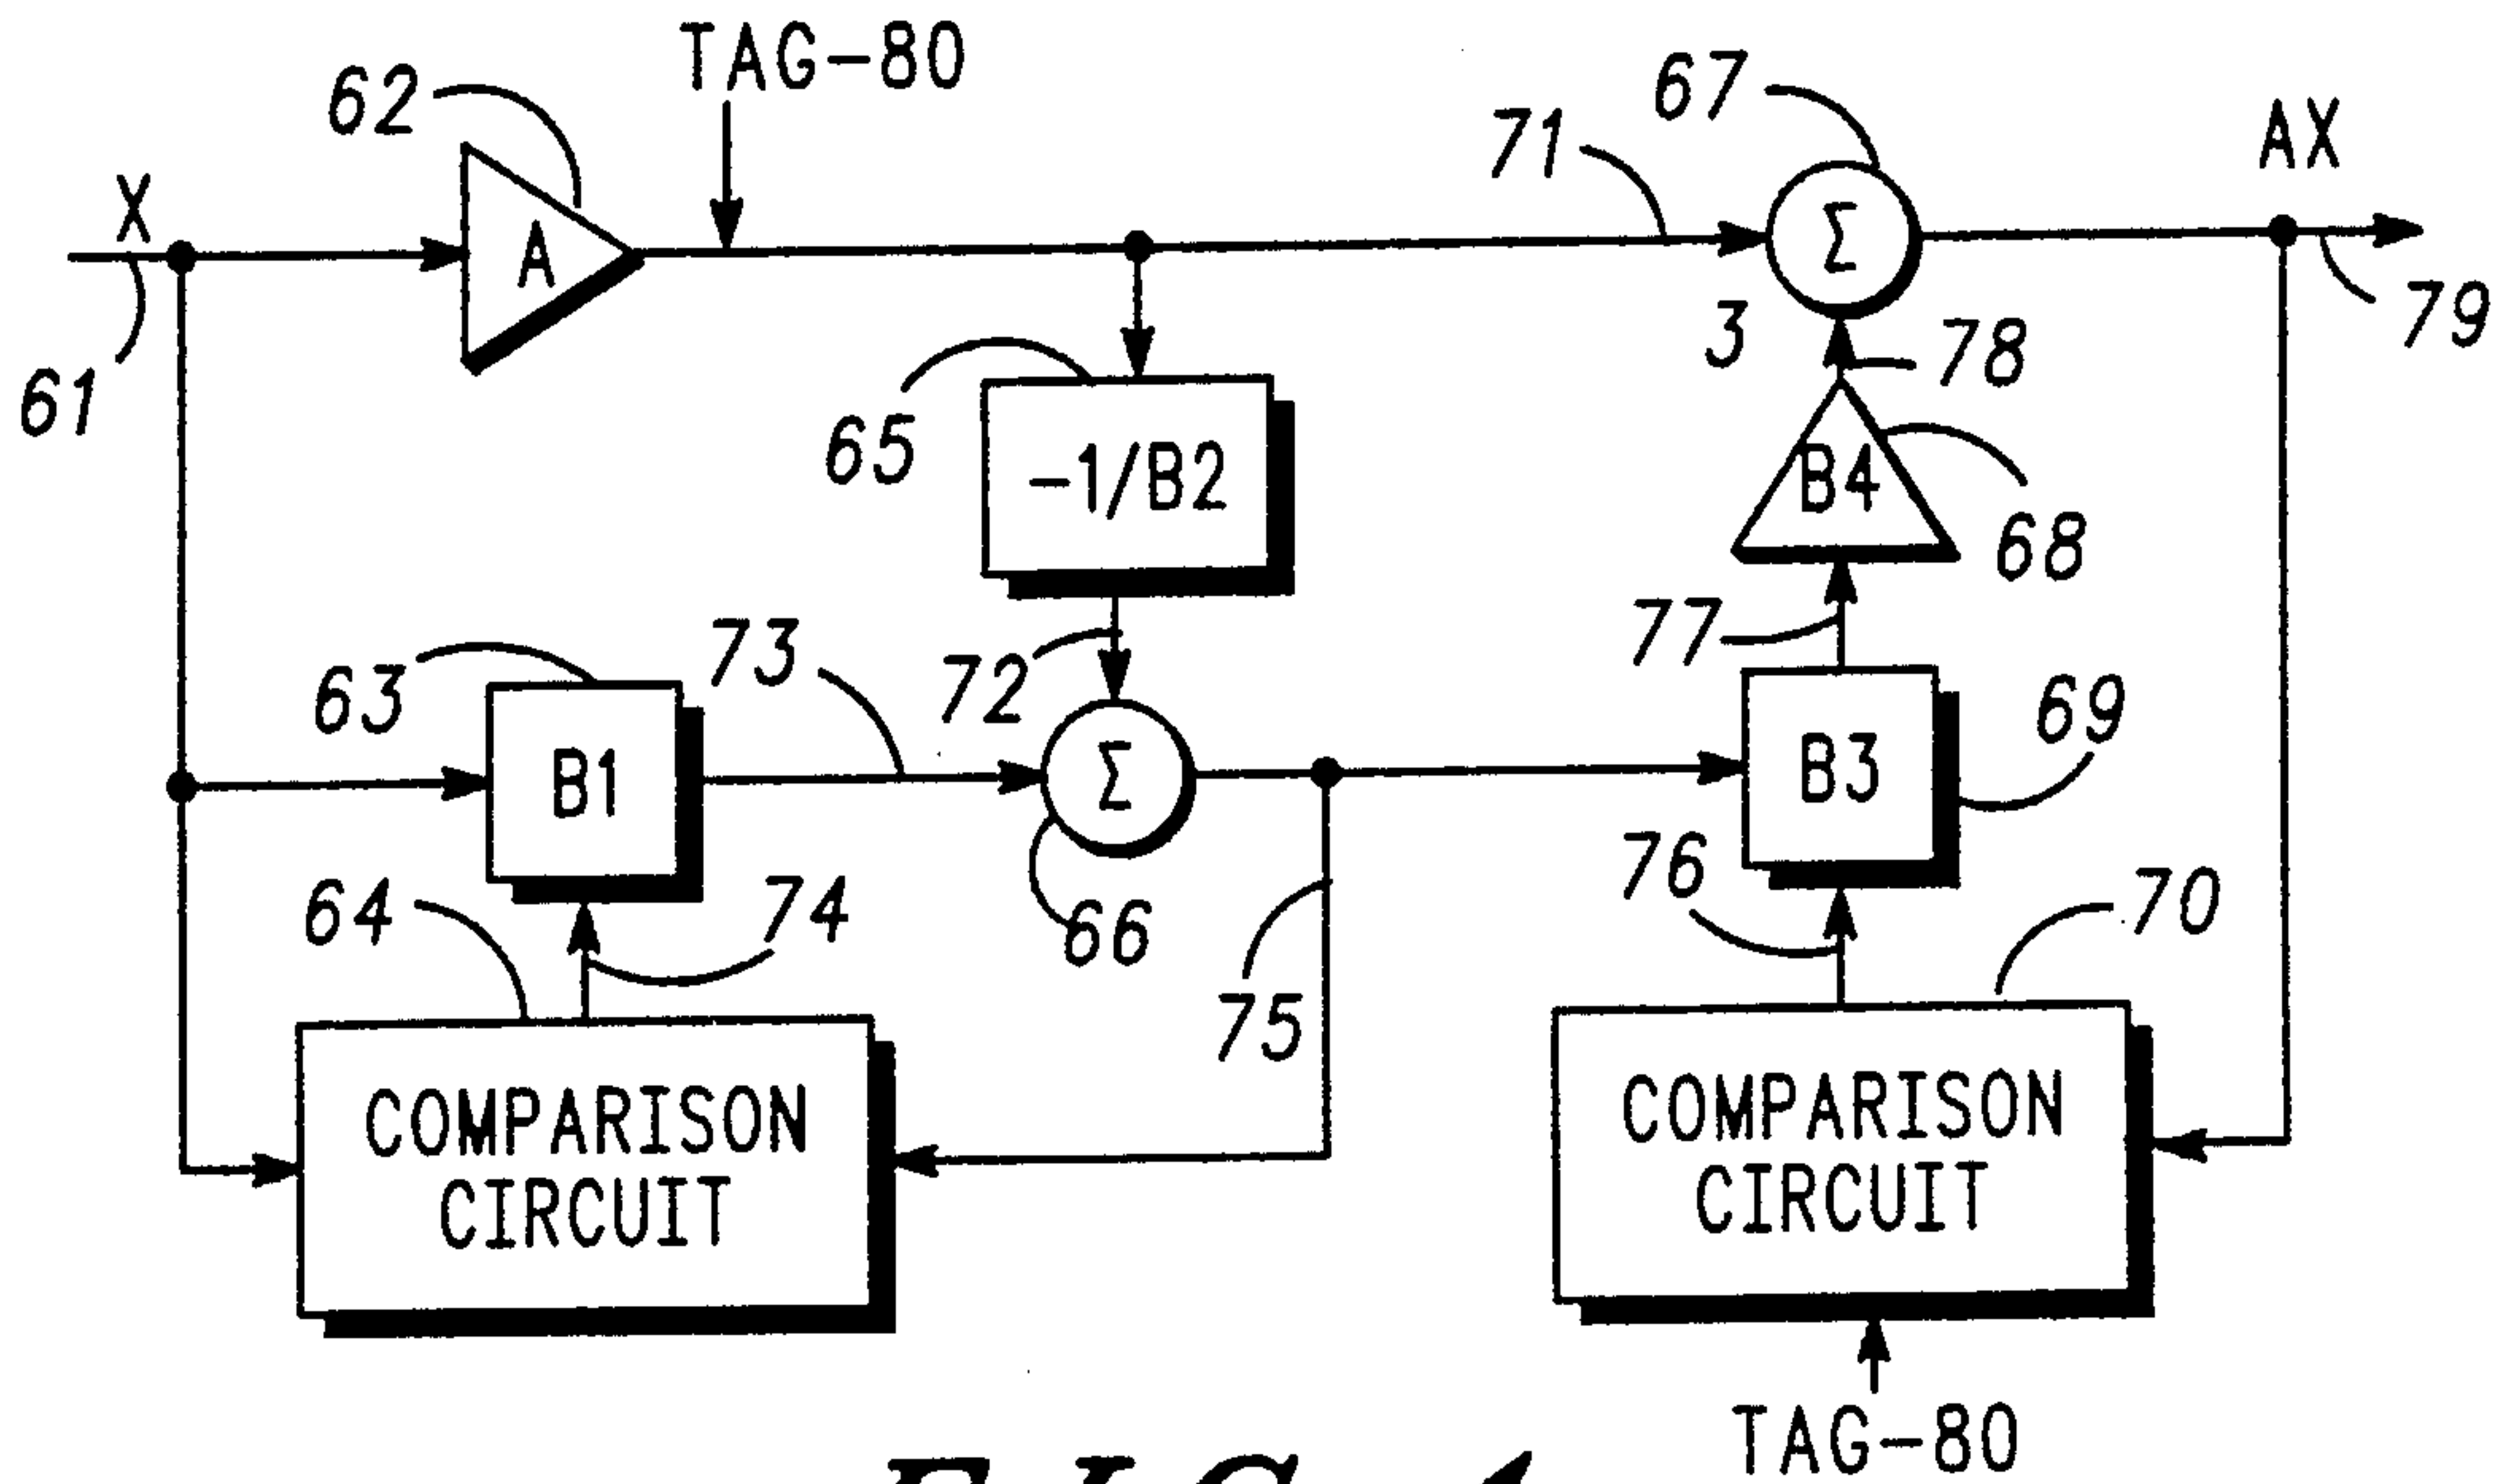 TAG-80
62
67
71
AX
X
A
Σ
61
3
78
79
65
-1/B2
B4
68
73
72
77
63
69
B1
Σ
B3
64
74
66
76
70
75
COMPARISON
CIRCUIT
COMPARISON
CIRCUIT
TAG-80